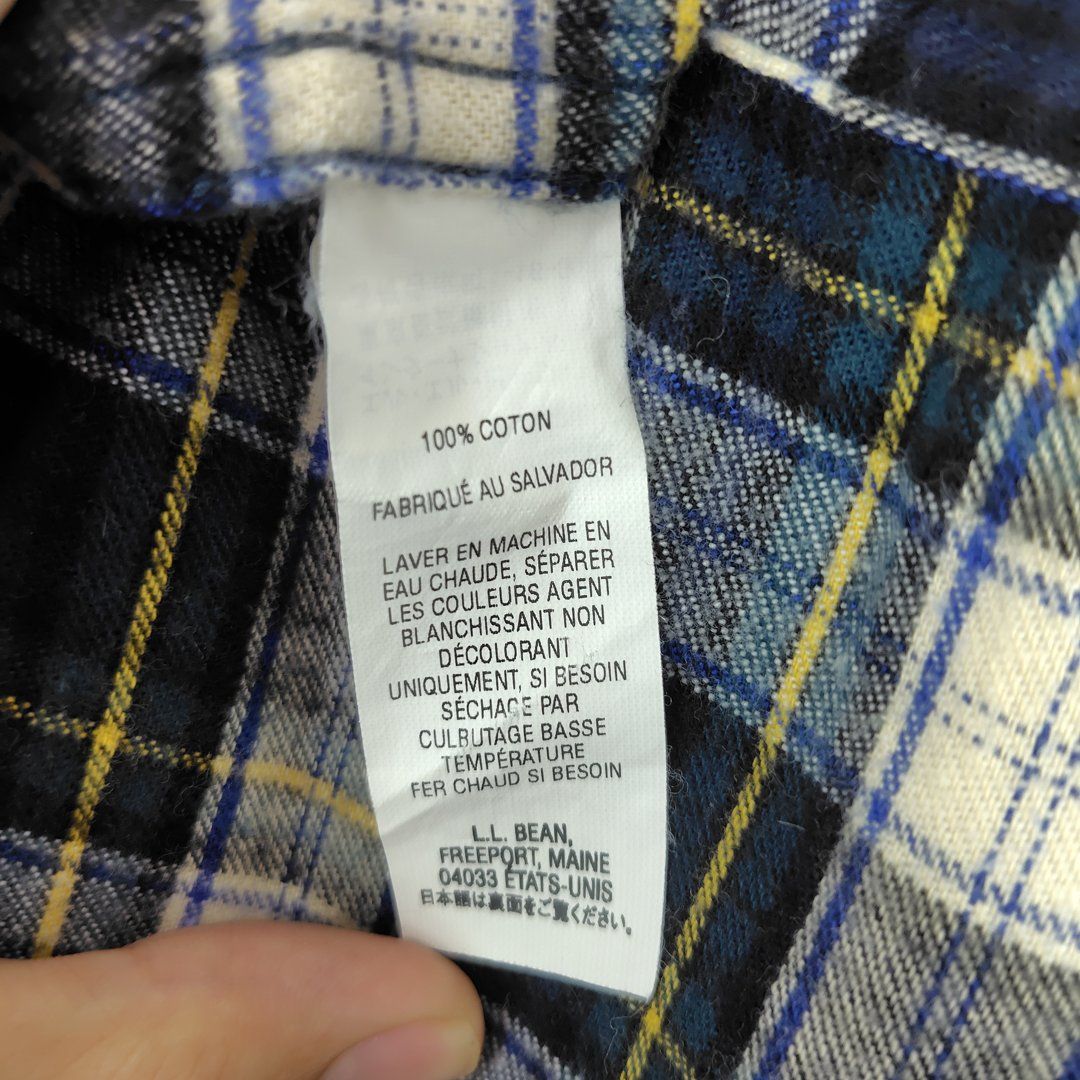 100% COTON
FABRIQUÉ AU SALVADOR
LAVER EN MACHINE EN
EAU CHAUDE, SÉPARER
LES COULEURS AGENT
BLANCHISSANT NON
DÉCOLORANT
UNIQUEMENT, SI BESOIN
SÉCHAGE PAR
CULBUTAGE BASSE
TEMPÉRATURE
FER CHAUD SI BESOIN
L.L. BEAN,
FREEPORT, MAINE
04033 ÉTATS-UNIS
日本語は裏面をご覧ください。